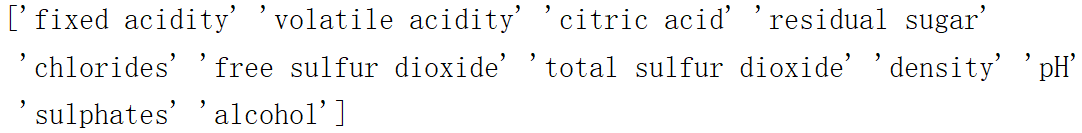 ['fixed acidity' 'volatile acidity' 'citric acid' 'residual sugar'
'chlorides' 'free sulfur dioxide' 'total sulfur dioxide' 'density' 'pH'
'sulphates' 'alcohol']